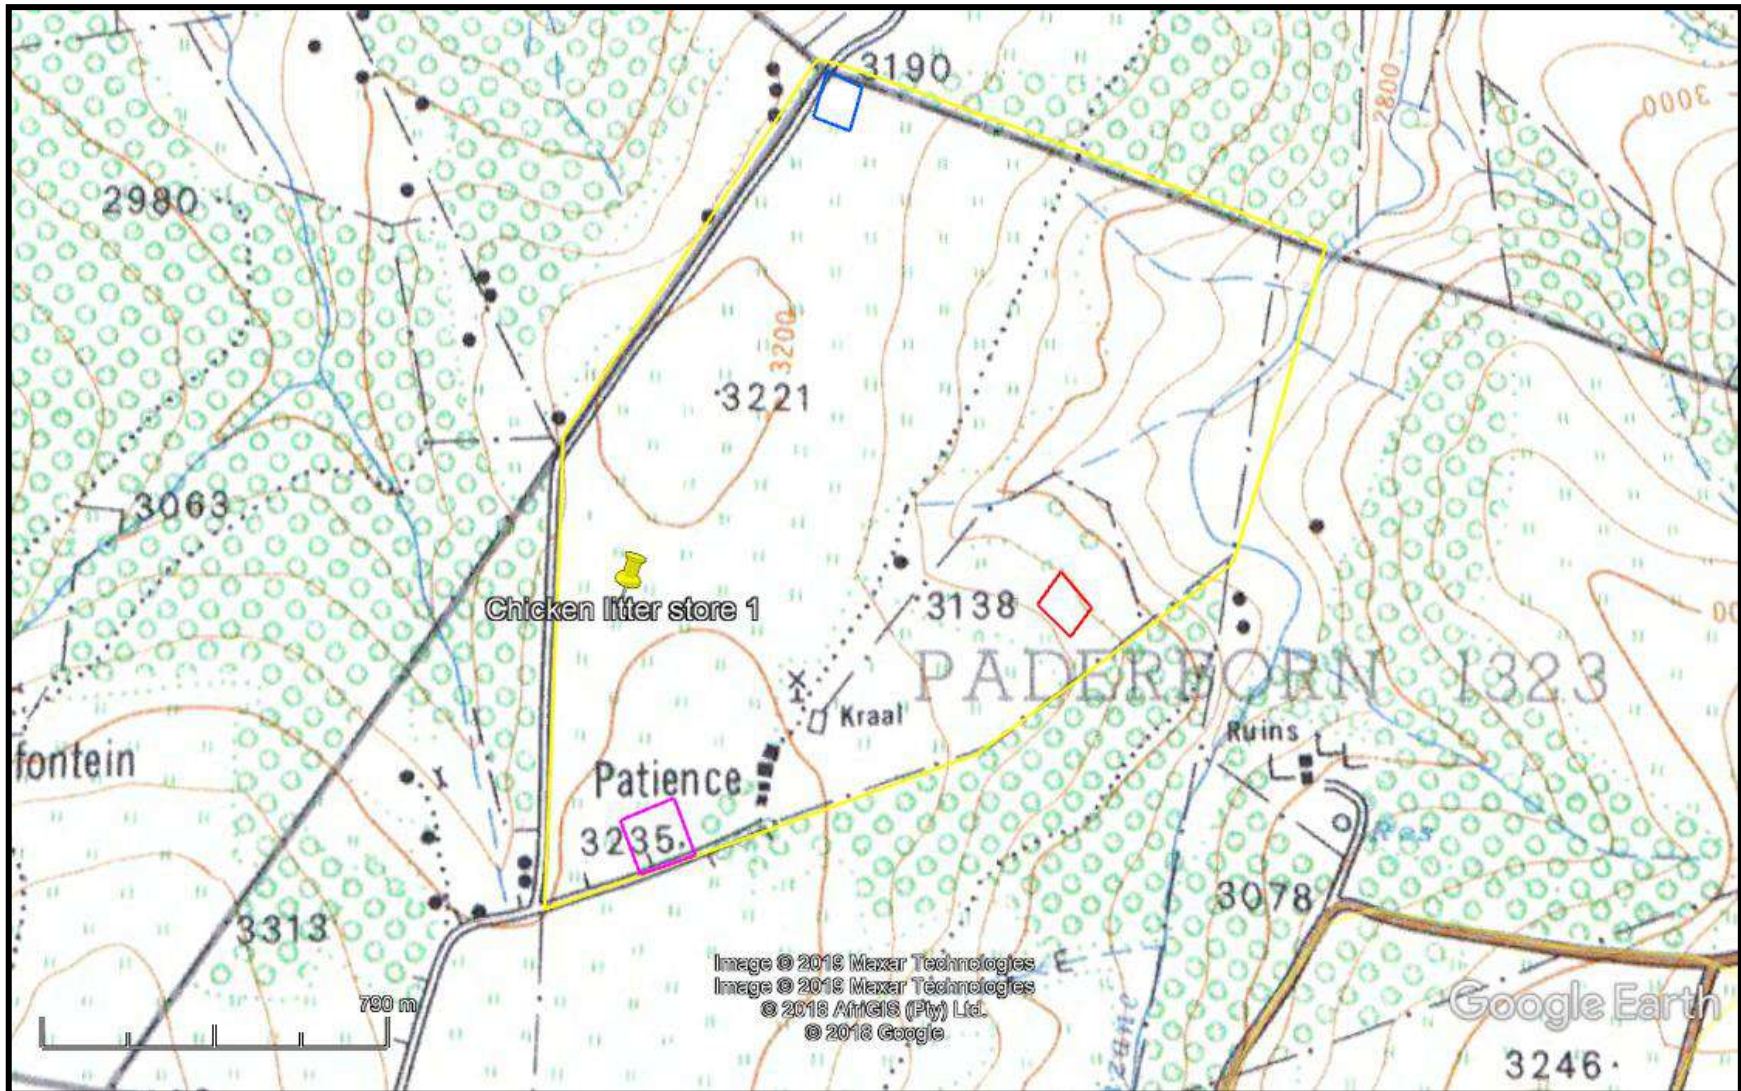 3190
2800
3000
2980
3200
3221
3063
Chicken litter store 1
3138
PADERBORN 1323
Kraal
Ruins
fontein
Patience
3235
3078
3313
E
Image © 2019 Maxar Technologies
Image © 2019 Maxar Technologies
© 2018 AfriGIS (Pty) Ltd.
© 2018 Google
790 m
Google Earth
3246